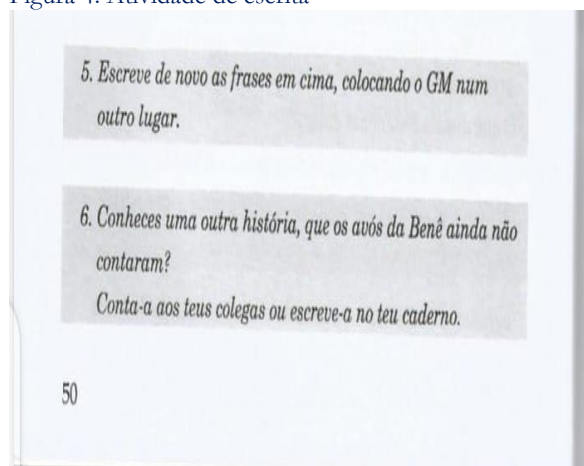 Figura 4: Atividade de escrita
5. Escreve de novo as frases em cima, colocando o GM num
outro lugar.
6. Conheces uma outra história, que os avós da Benê ainda não
contaram?
Conta-a aos teus colegas ou escreve-a no teu caderno.
50